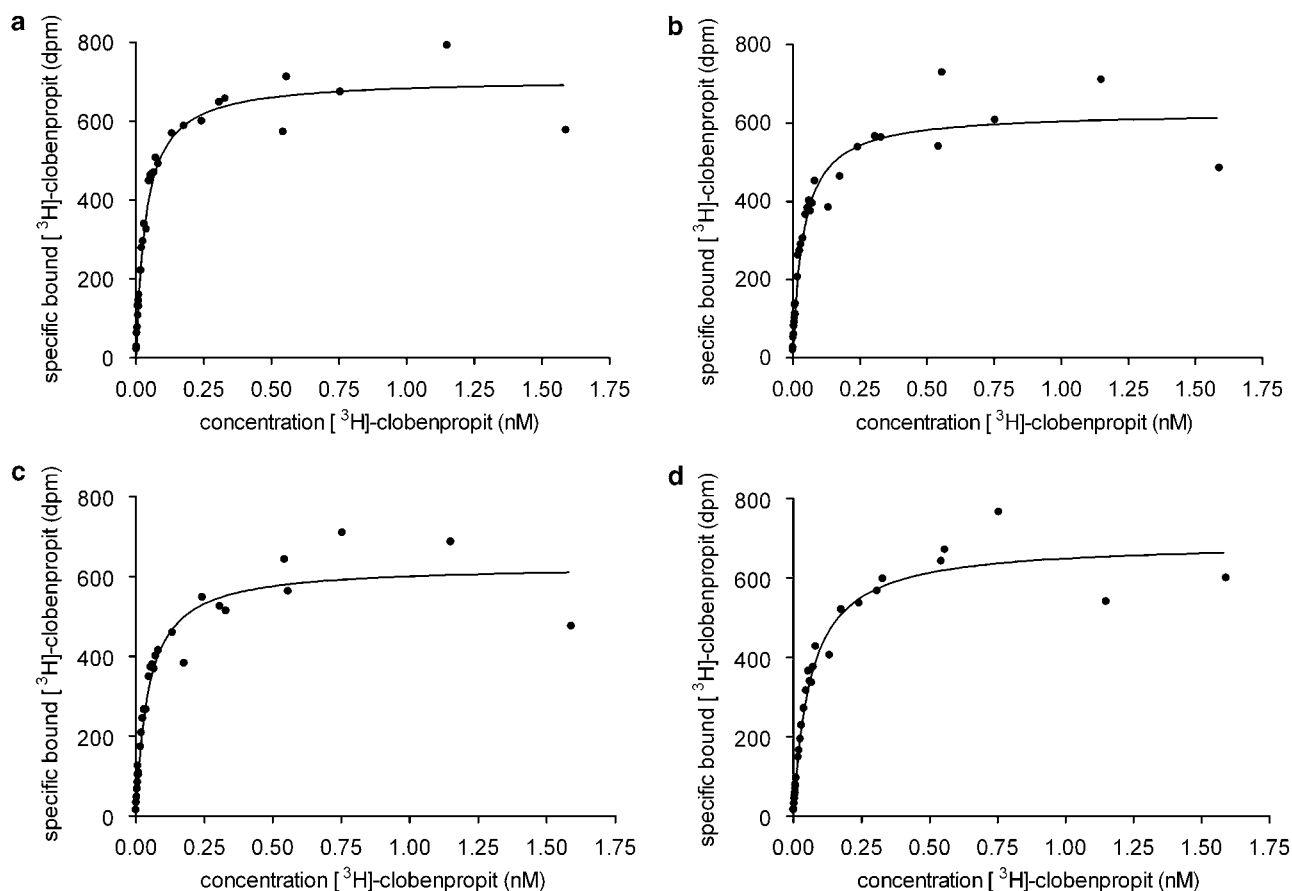 a
specific bound [ ³H]-clobenpropit (dpm)
800
600
400
200
0
0.00 0.25 0.50 0.75 1.00 1.25 1.50 1.75
concentration [ ³H]-clobenpropit (nM)
b
specific bound [ ³H]-clobenpropit (dpm)
800
600
400
200
0
0.00 0.25 0.50 0.75 1.00 1.25 1.50 1.75
concentration [ ³H]-clobenpropit (nM)
c
specific bound [ ³H]-clobenpropit (dpm)
800
600
400
200
0
0.00 0.25 0.50 0.75 1.00 1.25 1.50 1.75
concentration [ ³H]-clobenpropit (nM)
d
specific bound [ ³H]-clobenpropit (dpm)
800
600
400
200
0
0.00 0.25 0.50 0.75 1.00 1.25 1.50 1.75
concentration [ ³H]-clobenpropit (nM)